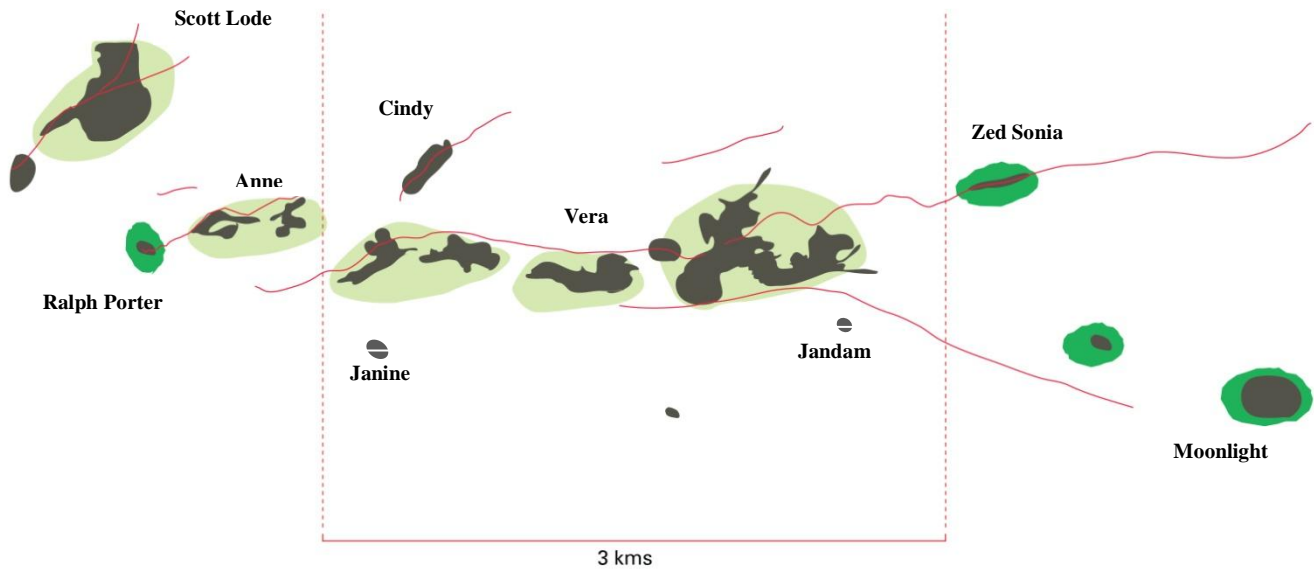 Scott Lode
Cindy
Zed Sonia
Anne
Vera
Ralph Porter
Janine
Jandam
Moonlight
3 kms